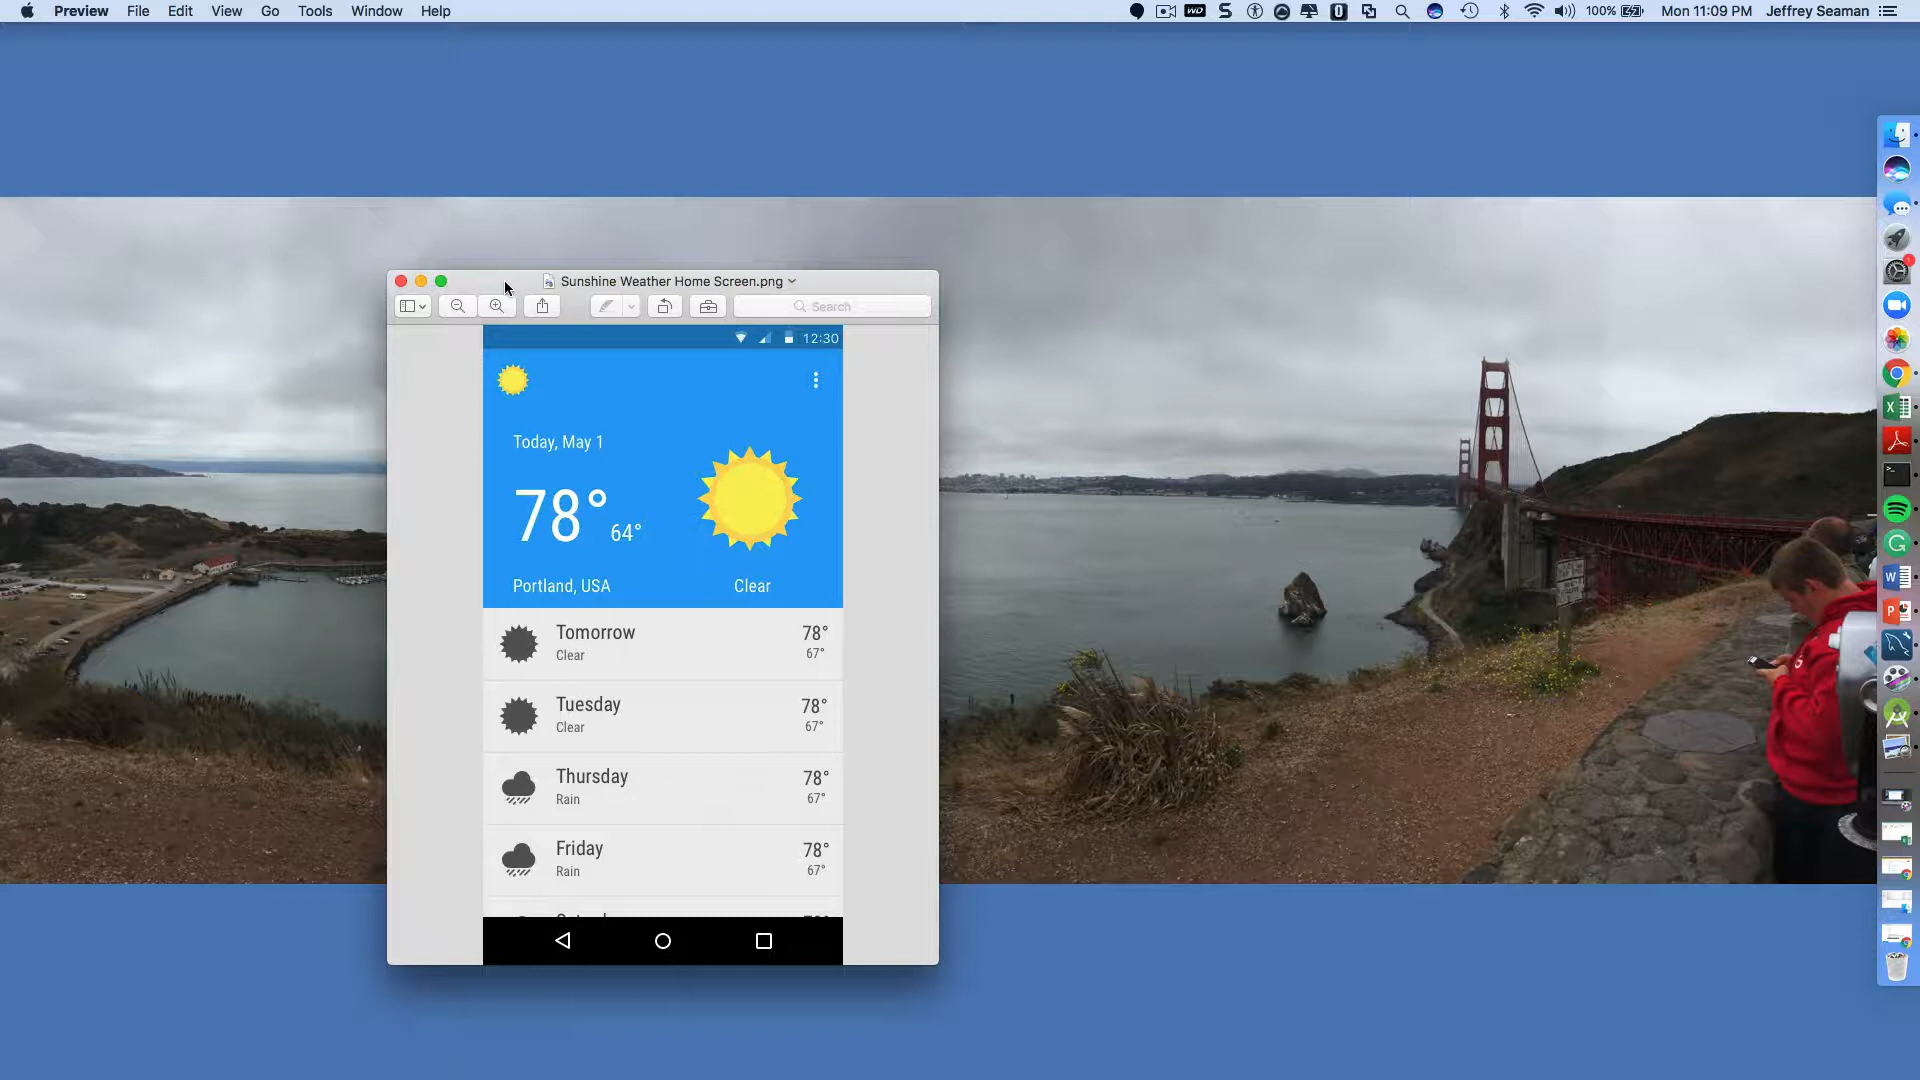 Preview File Edit View Go Tools Window Help
WD
100%
Mon 11:09 PM
Jeffrey Seaman
Sunshine Weather Home Screen.png
Search
12:30
Today, May 1
78°
64°
Portland, USA
Clear
Tomorrow 78°
Clear 67°
Tuesday 78°
Clear 67°
Thursday 78°
Rain 67°
Friday 78°
Rain 67°